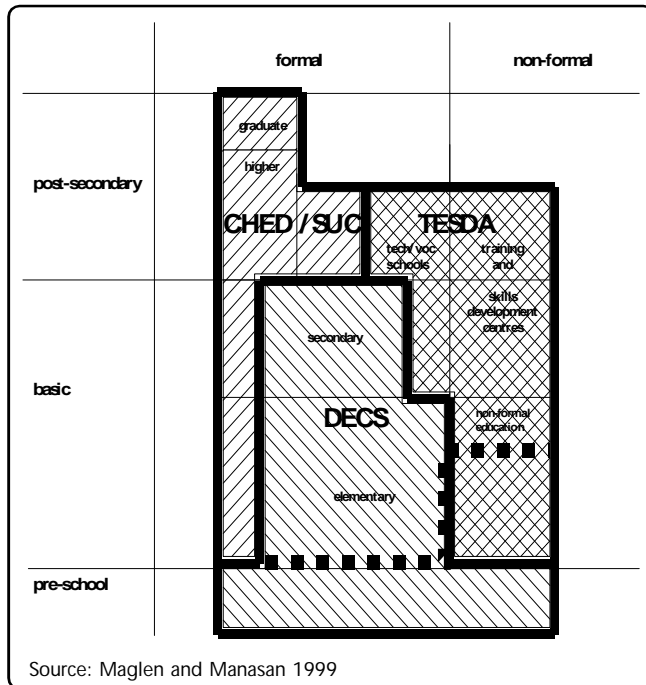 formal non-formal
graduate
higher
post-secondary
CHED / SUC TESDA
tech/voc schools
training and
skills development centres
secondary
basic
DECS
non-formal education
elementary
pre-school
Source: Maglen and Manasan 1999